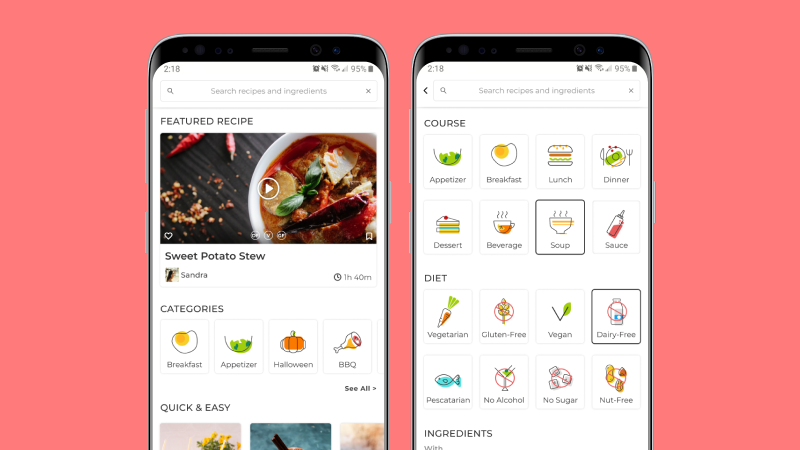 2:18
95%
Search recipes and ingredients
FEATURED RECIPE
DF V GF
Sweet Potato Stew
Sandra
1h 40m
CATEGORIES
Breakfast Appetizer Halloween BBQ
See All >
QUICK & EASY
2:18
95%
Search recipes and ingredients
COURSE
Appetizer Breakfast Lunch Dinner
Dessert Beverage Soup Sauce
DIET
Vegetarian Gluten-Free Vegan Dairy-Free
Pescatarian No Alcohol No Sugar Nut-Free
INGREDIENTS
With